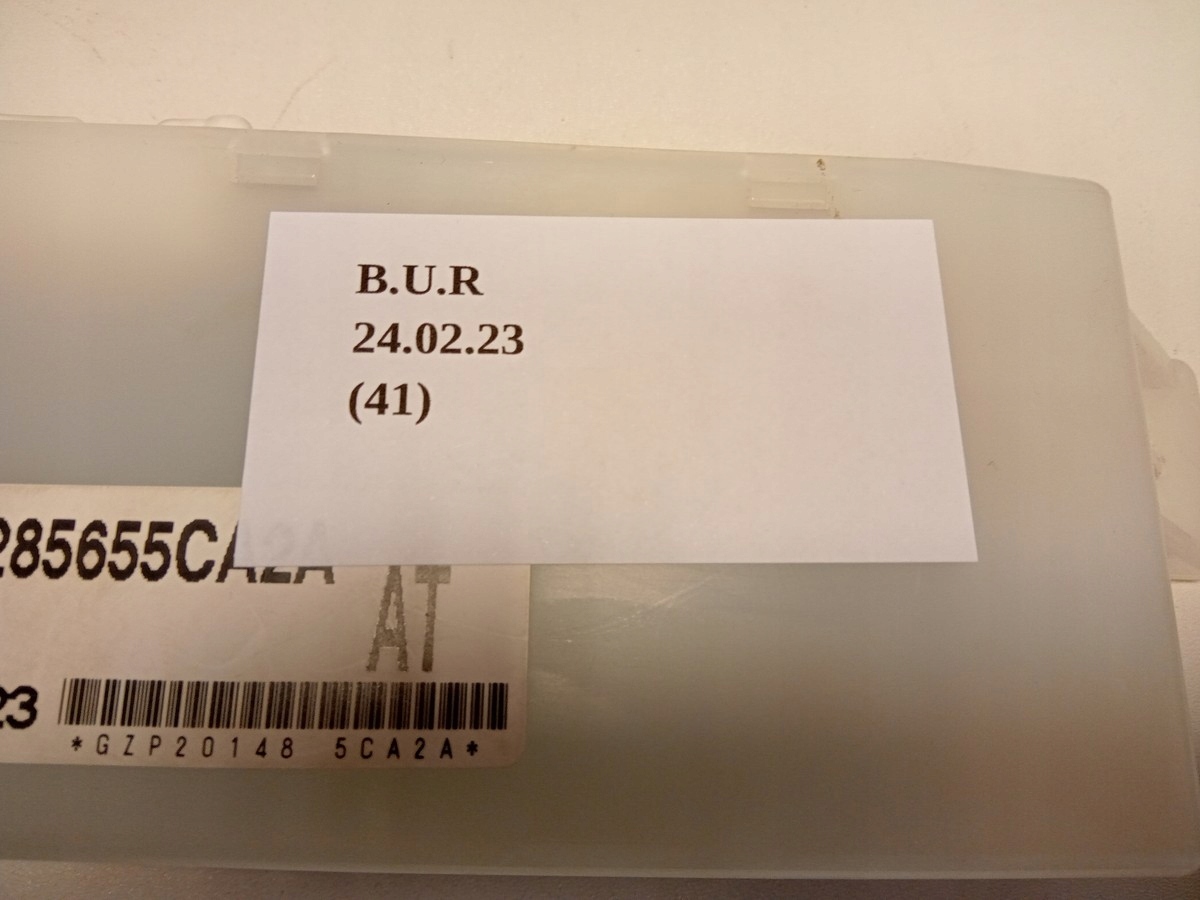 B.U.R
24.02.23
(41)
285655CA2A
AT
23
*GZP20148 5CA2A*